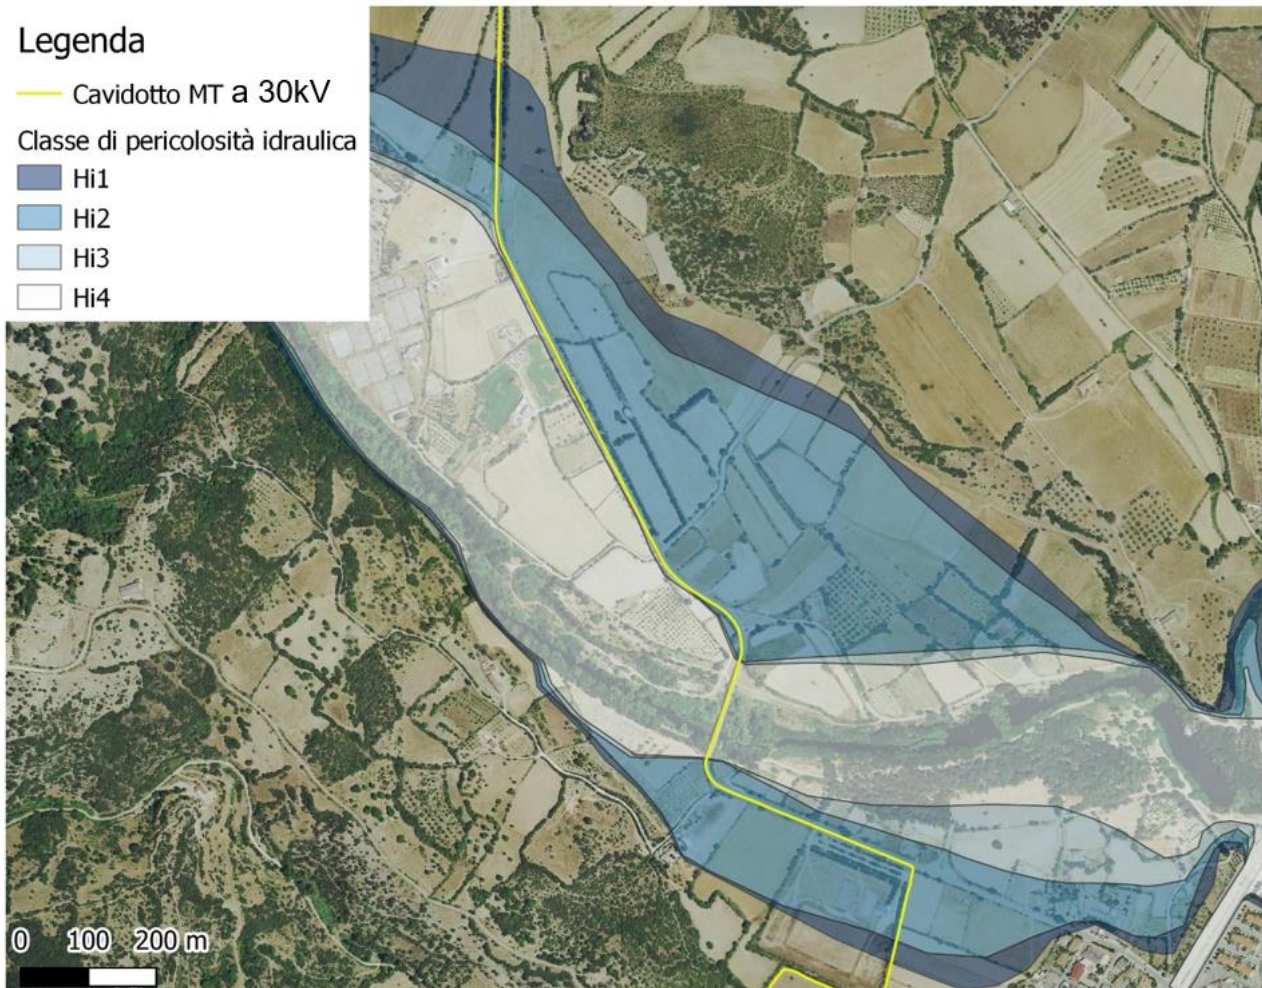 Legenda
Cavidotto MT a 30kV
Classe di pericolosità idraulica
Hi1
Hi2
Hi3
Hi4
0 100 200 m